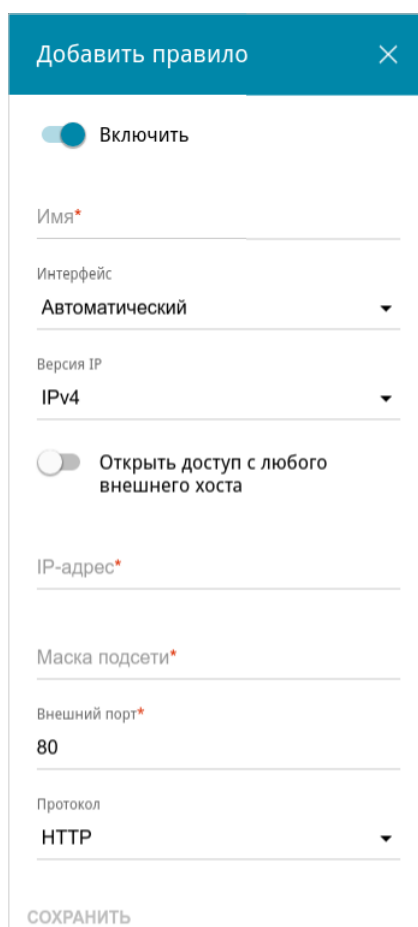 Добавить правило
Включить
Имя*
Интерфейс
Автоматический
Версия IP
IPv4
Открыть доступ с любого
внешнего хоста
IP-адрес*
Маска подсети*
Внешний порт*
80
Протокол
HTTP
СОХРАНИТЬ